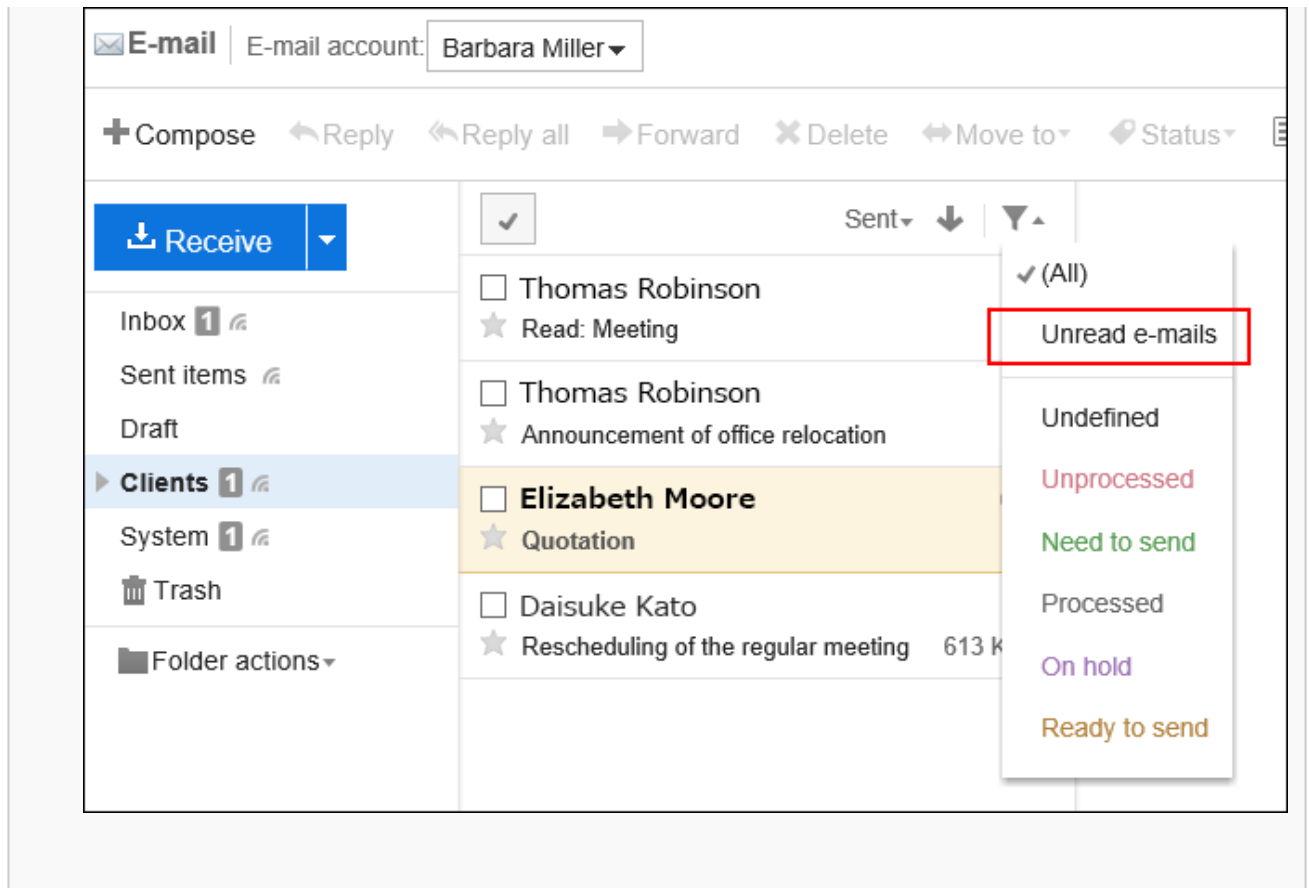 E-mail E-mail account: Barbara Miller
Compose Reply Reply all Forward Delete Move to Status
Receive
Inbox 1
Sent items
Draft
Clients 1
System 1
Trash
Folder actions
Sent
Thomas Robinson
Read: Meeting
Thomas Robinson
Announcement of office relocation
Elizabeth Moore
Quotation
Daisuke Kato
Rescheduling of the regular meeting 613 K
(All)
Unread e-mails
Undefined
Unprocessed
Need to send
Processed
On hold
Ready to send